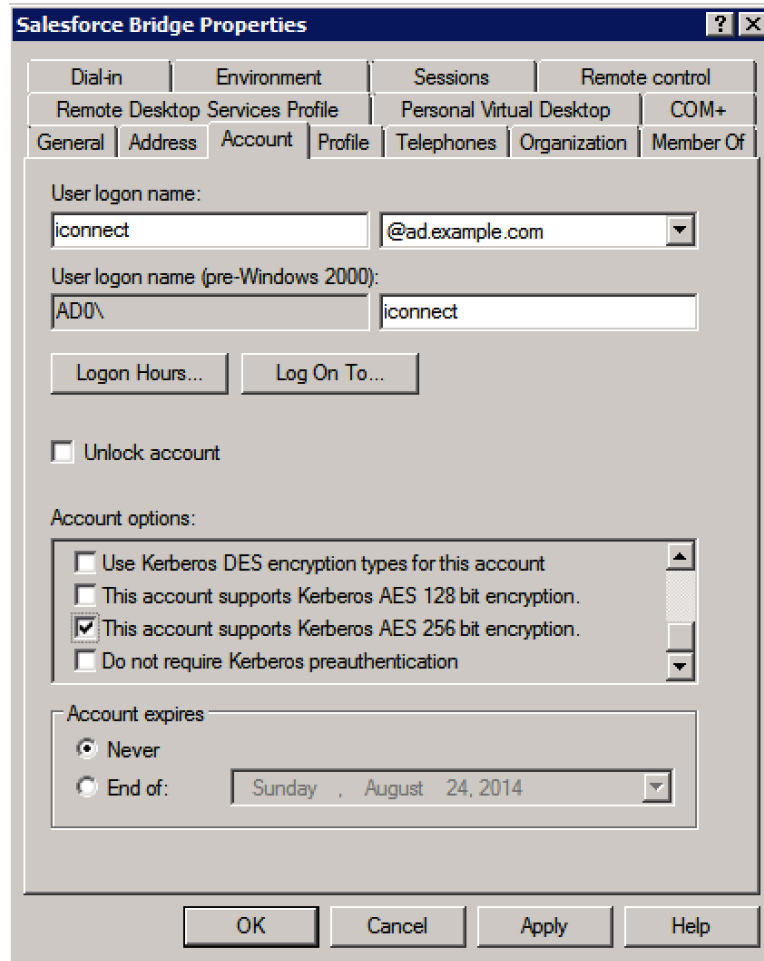 Salesforce Bridge Properties ? X
Dial-in Environment Sessions Remote control
Remote Desktop Services Profile Personal Virtual Desktop COM+
General Address Account Profile Telephones Organization Member Of
User logon name:
iconnect @ad.example.com
User logon name (pre-Windows 2000):
AD0\ iconnect
Logon Hours... Log On To...
Unlock account
Account options:
Use Kerberos DES encryption types for this account
This account supports Kerberos AES 128 bit encryption.
This account supports Kerberos AES 256 bit encryption.
Do not require Kerberos preauthentication
Account expires
Never
End of: Sunday , August 24, 2014
OK Cancel Apply Help